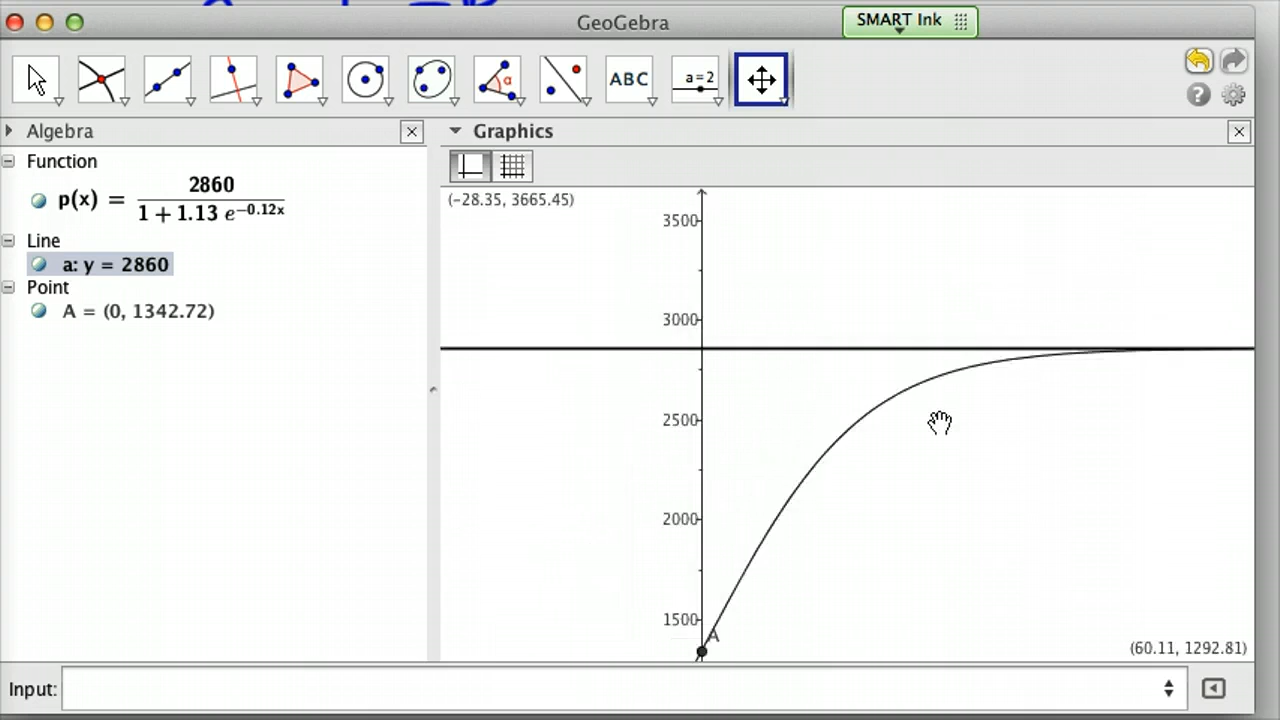 GeoGebra
SMART Ink
ABC
a=2
α
?
Algebra
Graphics
Function
p(x) = 2860 / 1 + 1.13 e^−0.12x
Line
a: y = 2860
Point
A = (0, 1342.72)
(−28.35, 3665.45)
3500
3000
2500
2000
1500
A
(60.11, 1292.81)
Input: